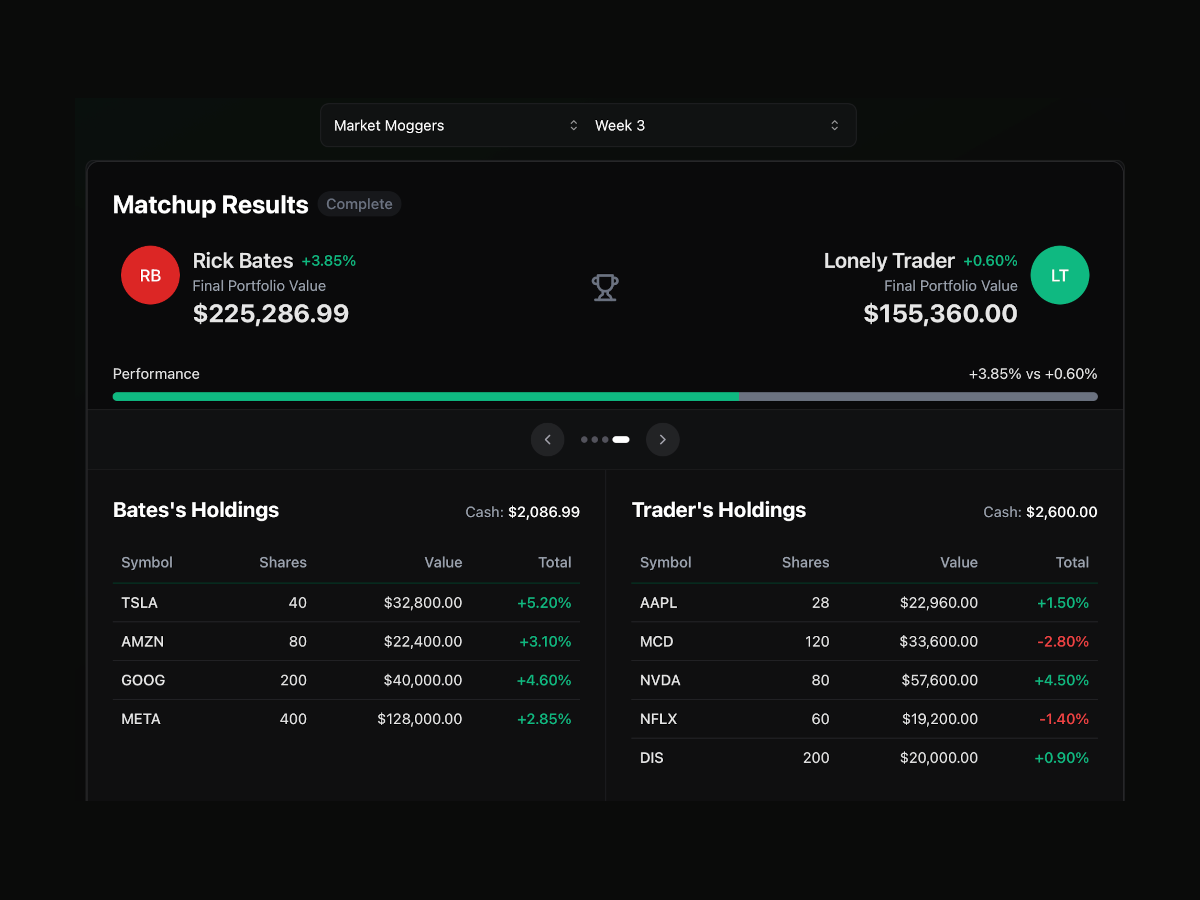 Market Moggers Week 3
Matchup Results Complete
RB
Rick Bates +3.85%
Final Portfolio Value
$225,286.99
Lonely Trader +0.60%
Final Portfolio Value
$155,360.00
LT
Performance +3.85% vs +0.60%
Bates's Holdings Cash: $2,086.99
Symbol Shares Value Total
TSLA 40 $32,800.00 +5.20%
AMZN 80 $22,400.00 +3.10%
GOOG 200 $40,000.00 +4.60%
META 400 $128,000.00 +2.85%
Trader's Holdings Cash: $2,600.00
Symbol Shares Value Total
AAPL 28 $22,960.00 +1.50%
MCD 120 $33,600.00 -2.80%
NVDA 80 $57,600.00 +4.50%
NFLX 60 $19,200.00 -1.40%
DIS 200 $20,000.00 +0.90%